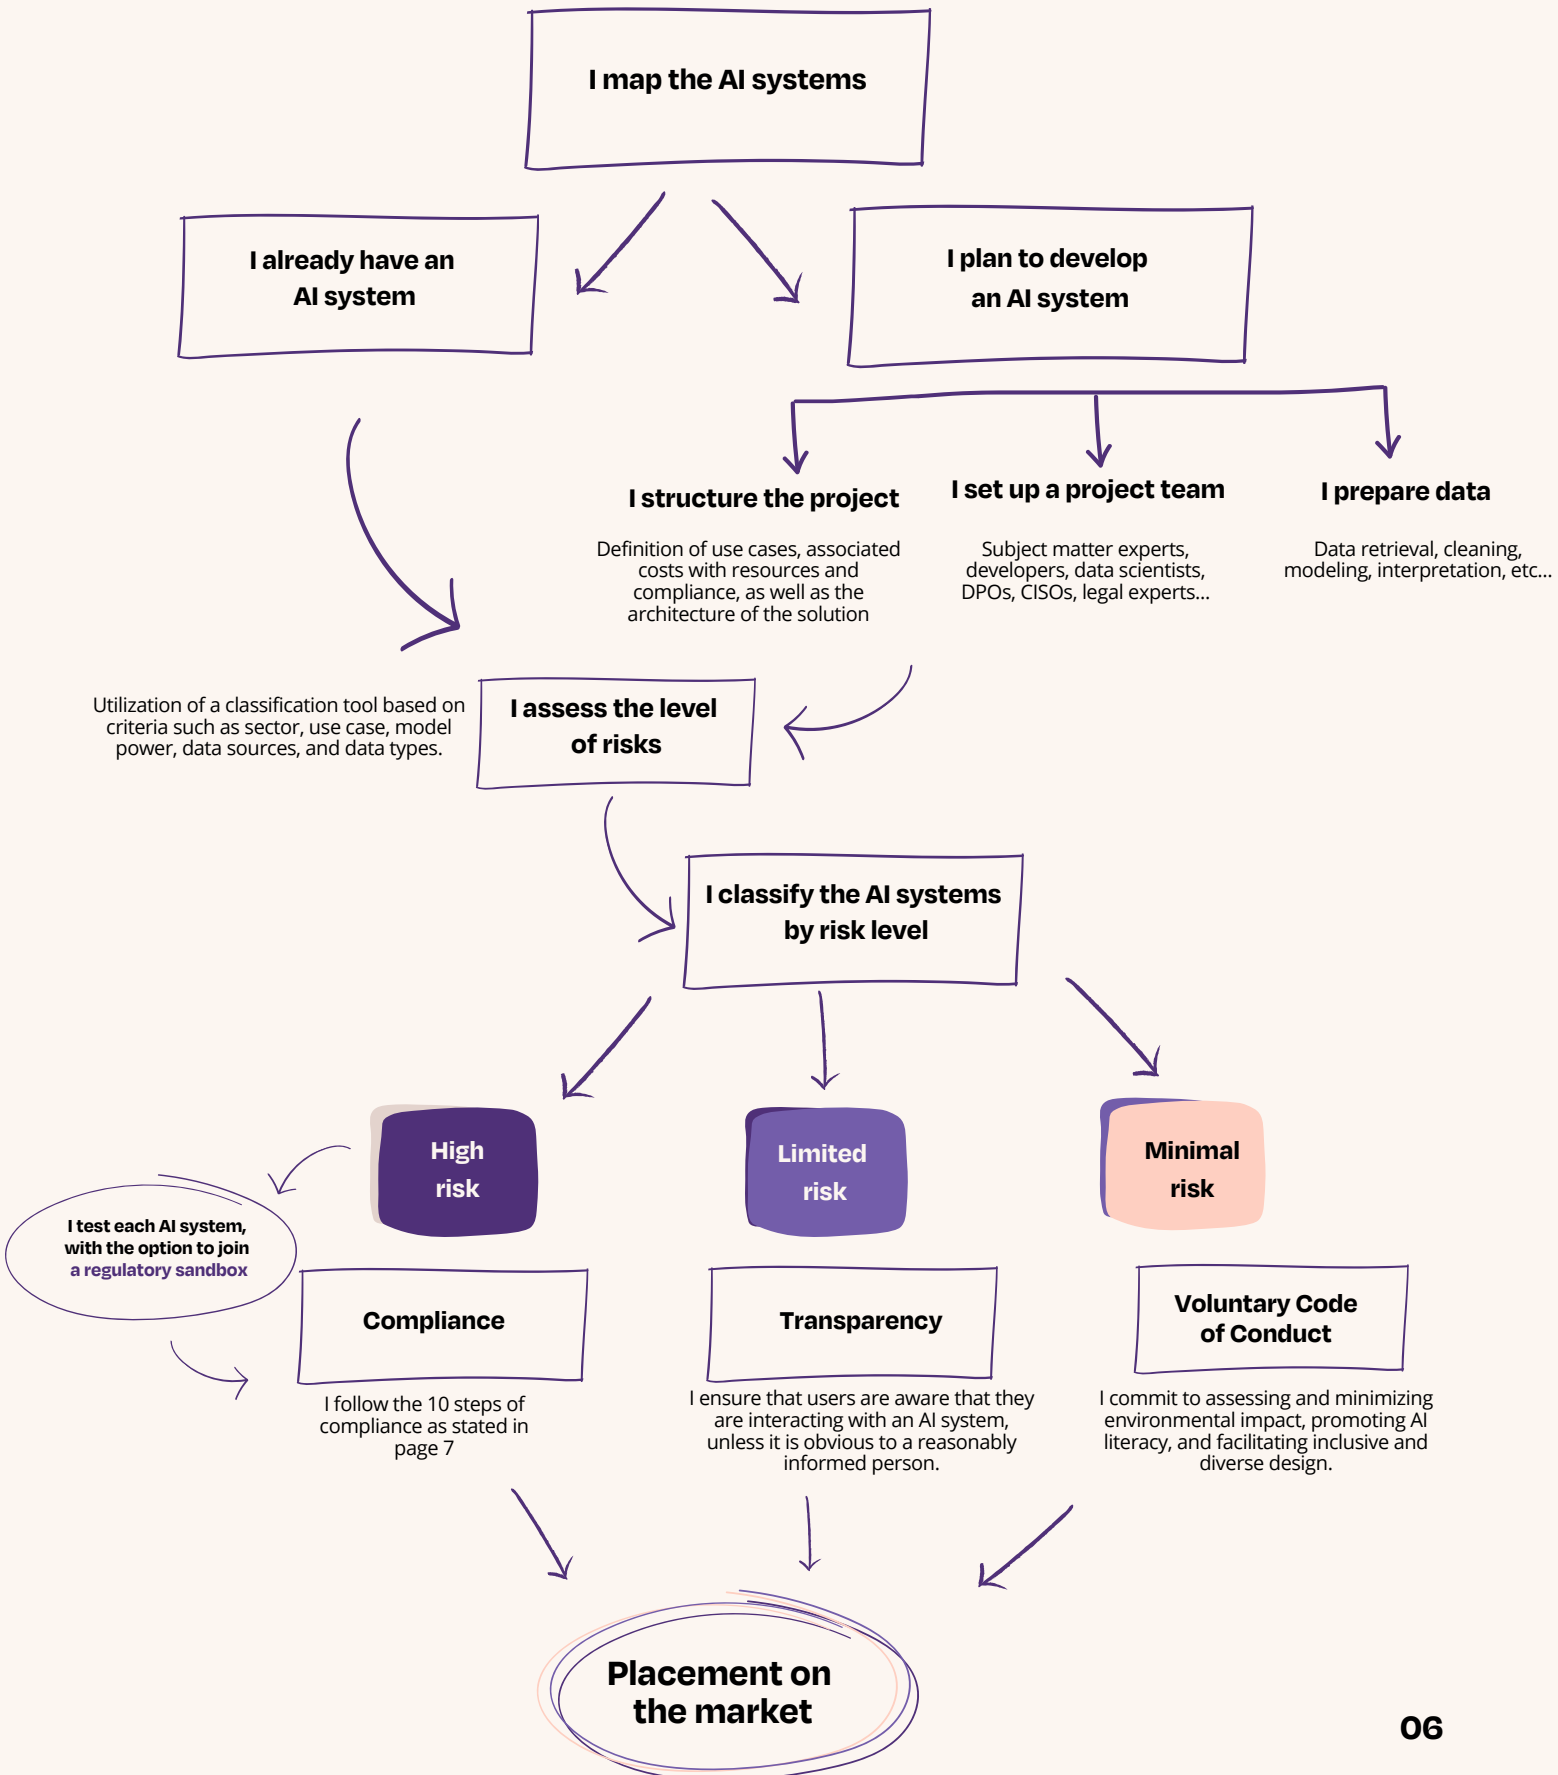 I map the AI systems
I already have an
AI system
I plan to develop
an AI system
I structure the project
Definition of use cases, associated
costs with resources and
compliance, as well as the
architecture of the solution
I set up a project team
Subject matter experts,
developers, data scientists,
DPOs, CISOs, legal experts...
I prepare data
Data retrieval, cleaning,
modeling, interpretation, etc...
Utilization of a classification tool based on
criteria such as sector, use case, model
power, data sources, and data types.
I assess the level
of risks
I classify the AI systems
by risk level
High
risk
Limited
risk
Minimal
risk
I test each AI system,
with the option to join
a regulatory sandbox
Compliance
I follow the 10 steps of
compliance as stated in
page 7
Transparency
I ensure that users are aware that they
are interacting with an AI system,
unless it is obvious to a reasonably
informed person.
Voluntary Code
of Conduct
I commit to assessing and minimizing
environmental impact, promoting AI
literacy, and facilitating inclusive and
diverse design.
Placement on
the market
06